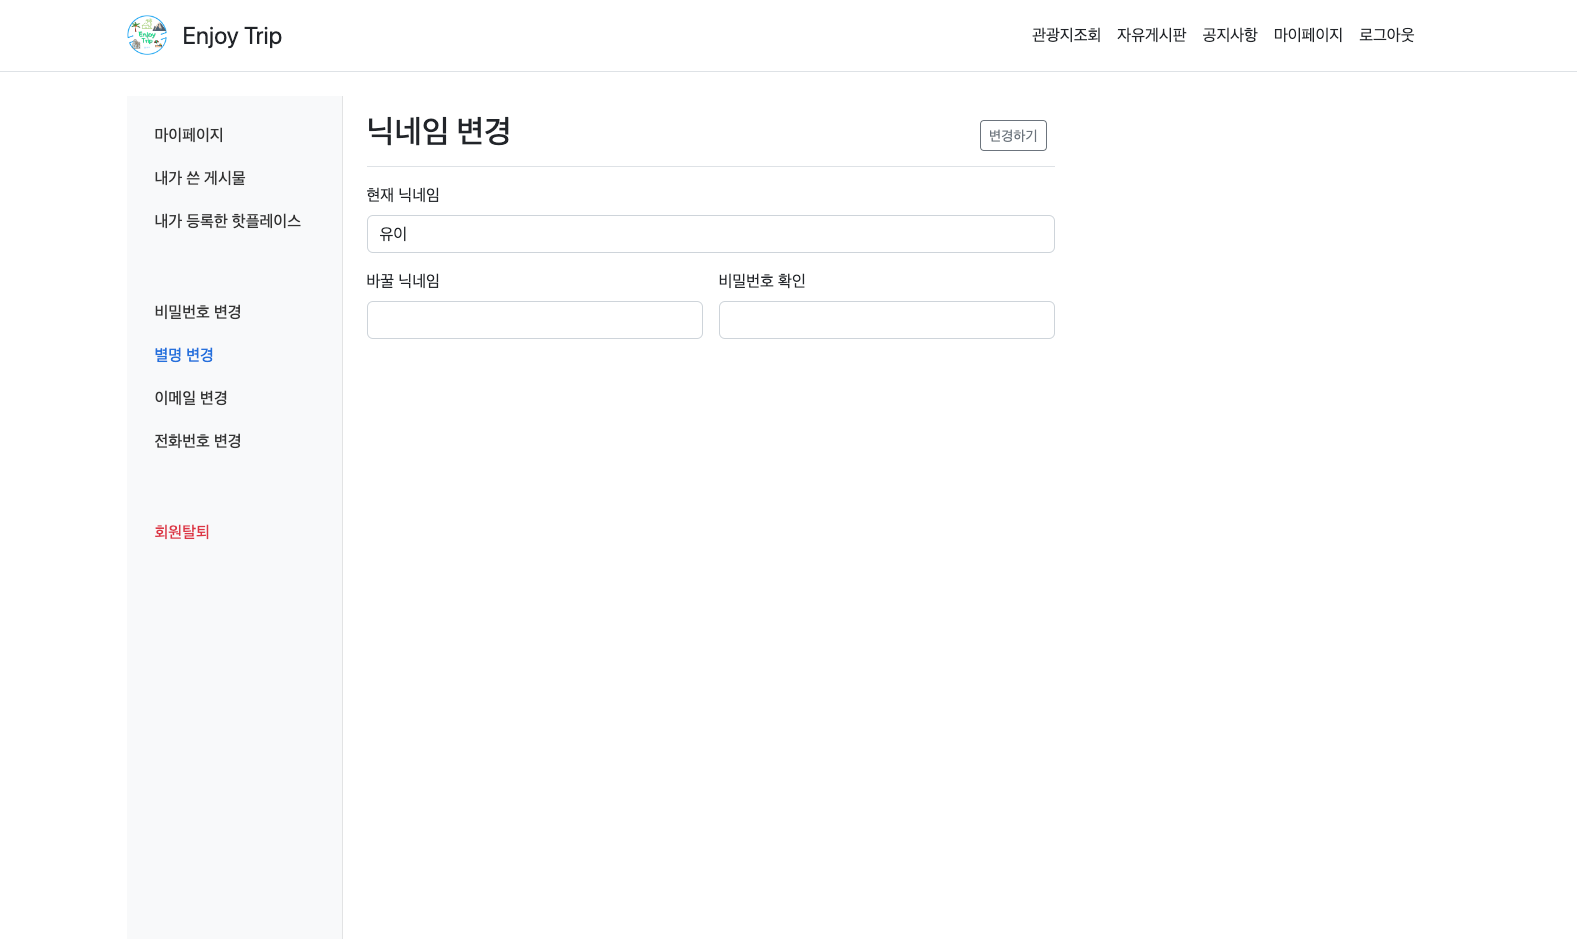 Enjoy Trip
Enjoy Trip
관광지조회 자유게시판 공지사항 마이페이지 로그아웃
마이페이지
내가 쓴 게시물
내가 등록한 핫플레이스
비밀번호 변경
별명 변경
이메일 변경
전화번호 변경
회원탈퇴
닉네임 변경
변경하기
현재 닉네임
유이
바꿀 닉네임
비밀번호 확인